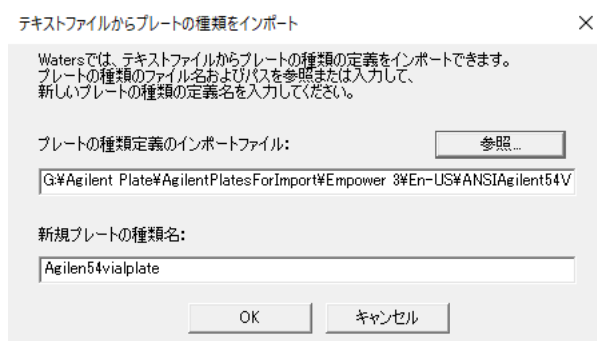 テキストファイルからプレートの種類をインポート
Watersでは、テキストファイルからプレートの種類の定義をインポートできます。
プレートの種類のファイル名およびパスを参照または入力して、
新しいプレートの種類の定義名を入力してください。
プレートの種類定義のインポートファイル:
参照...
G:¥Agilent Plate¥AgilentPlatesForImport¥Empower 3¥En-US¥ANSIAgilent54V
新規プレートの種類名:
Agilen54vialplate
OK
キャンセル